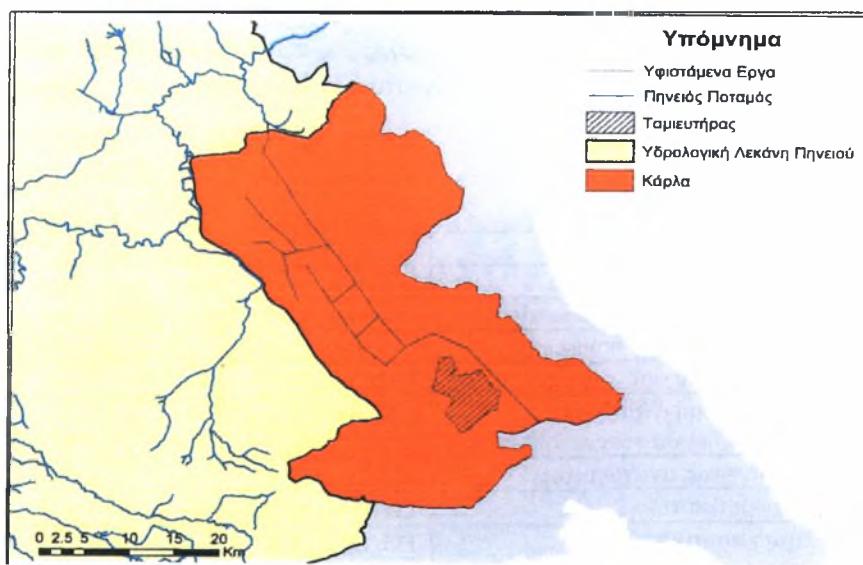 Υπόμνημα
Υφιστάμενα Εργα
Πηνειός Ποταμός
Ταμιευτήρας
Υδρολογική Λεκάνη Πηνειού
Κάρλα
0 2.5 5 10 15 20
Km